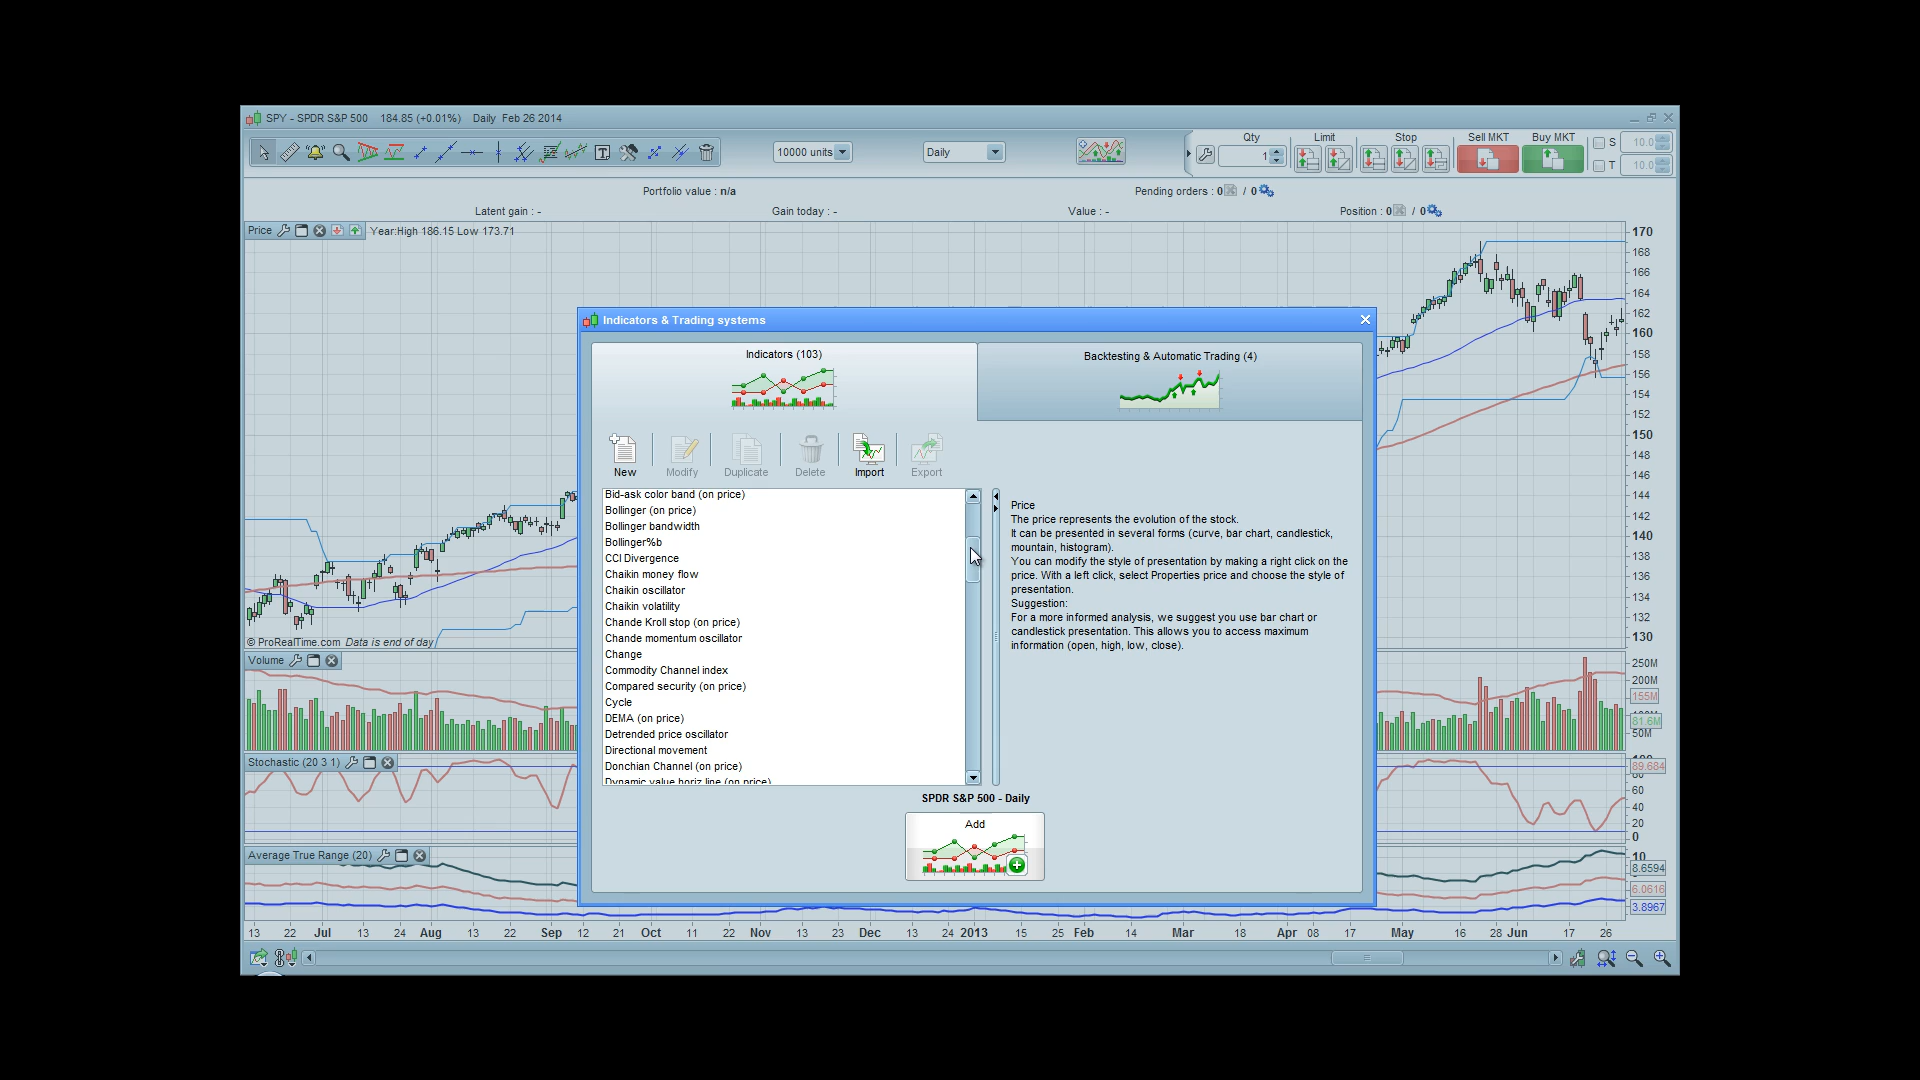 SPY - SPDR S&P 500 184.85 (+0.01%) Daily Feb 26 2014
10000 units
Daily
Qty
1
Limit
Stop
Sell MKT
Buy MKT
S 10.0
T 10.0
Portfolio value : n/a
Pending orders : 0 / 0
Latent gain : -
Gain today : -
Value : -
Position : 0 / 0
Price
Year:High 186.15 Low 173.71
170
168
166
164
162
160
158
156
154
152
150
148
146
144
142
140
138
136
134
132
130
© ProRealTime.com Data is end of day
Indicators & Trading systems
Indicators (103)
Backtesting & Automatic Trading (4)
New
Modify
Duplicate
Delete
Import
Export
Bid-ask color band (on price)
Bollinger (on price)
Bollinger bandwidth
Bollinger%b
CCI Divergence
Chaikin money flow
Chaikin oscillator
Chaikin volatility
Chande Kroll stop (on price)
Chande momentum oscillator
Change
Commodity Channel index
Compared security (on price)
Cycle
DEMA (on price)
Detrended price oscillator
Directional movement
Donchian Channel (on price)
Dynamic value horiz line (on price)
Price
The price represents the evolution of the stock.
It can be presented in several forms (curve, bar chart, candlestick,
mountain, histogram).
You can modify the style of presentation by making a right click on the
price. With a left click, select Properties price and choose the style of
presentation.
Suggestion:
For a more informed analysis, we suggest you use bar chart or
candlestick presentation. This allows you to access maximum
information (open, high, low, close).
SPDR S&P 500 - Daily
Add
Volume
250M
200M
155M
81.6M
50M
Stochastic (20 3 1)
89.684
60
40
20
0
Average True Range (20)
10
8.6594
6.0616
3.8967
13 22 Jul 13 24 Aug 13 22 Sep 12 21 Oct 11 22 Nov 13 23 Dec 13 24 2013 15 25 Feb 14 Mar 18 Apr 08 17 May 16 28 Jun 17 26